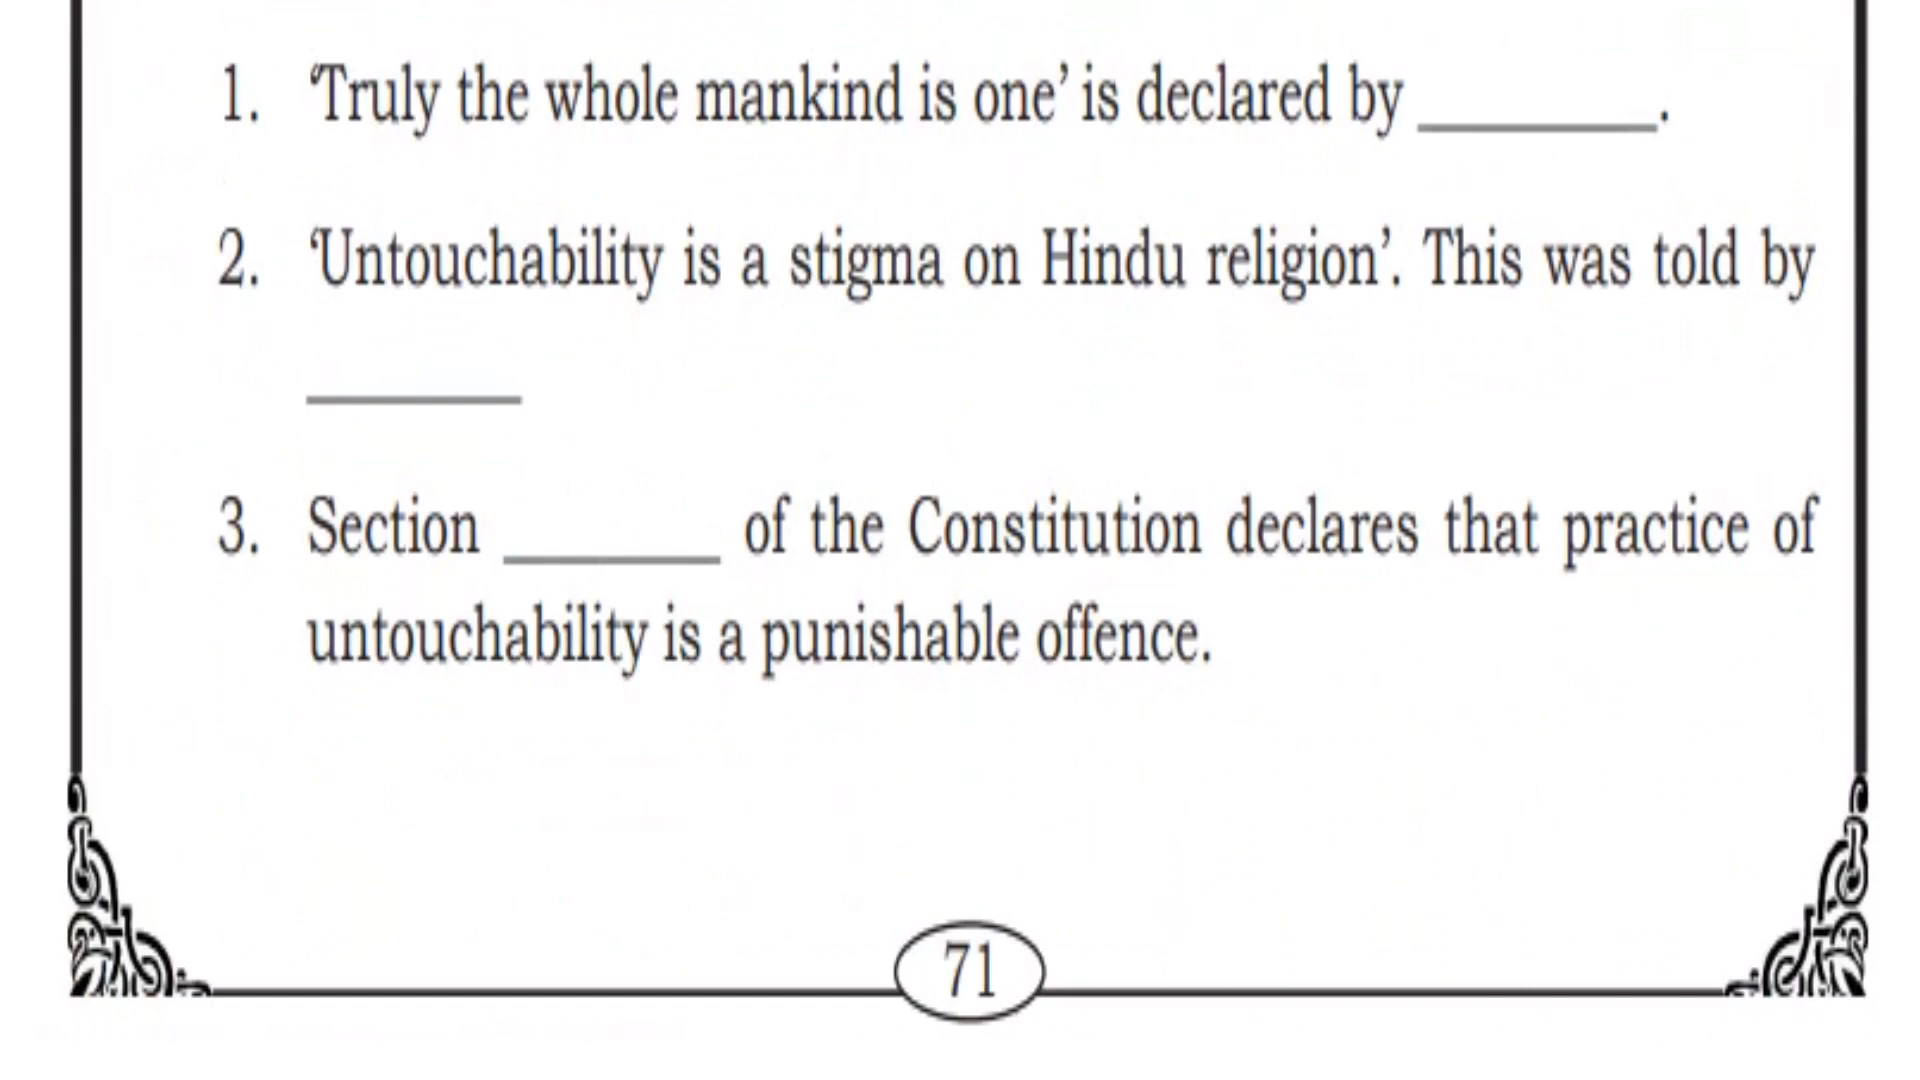 1. ‘Truly the whole mankind is one’ is declared by ________.
2. ‘Untouchability is a stigma on Hindu religion’. This was told by
________
3. Section ________ of the Constitution declares that practice of
untouchability is a punishable offence.
71